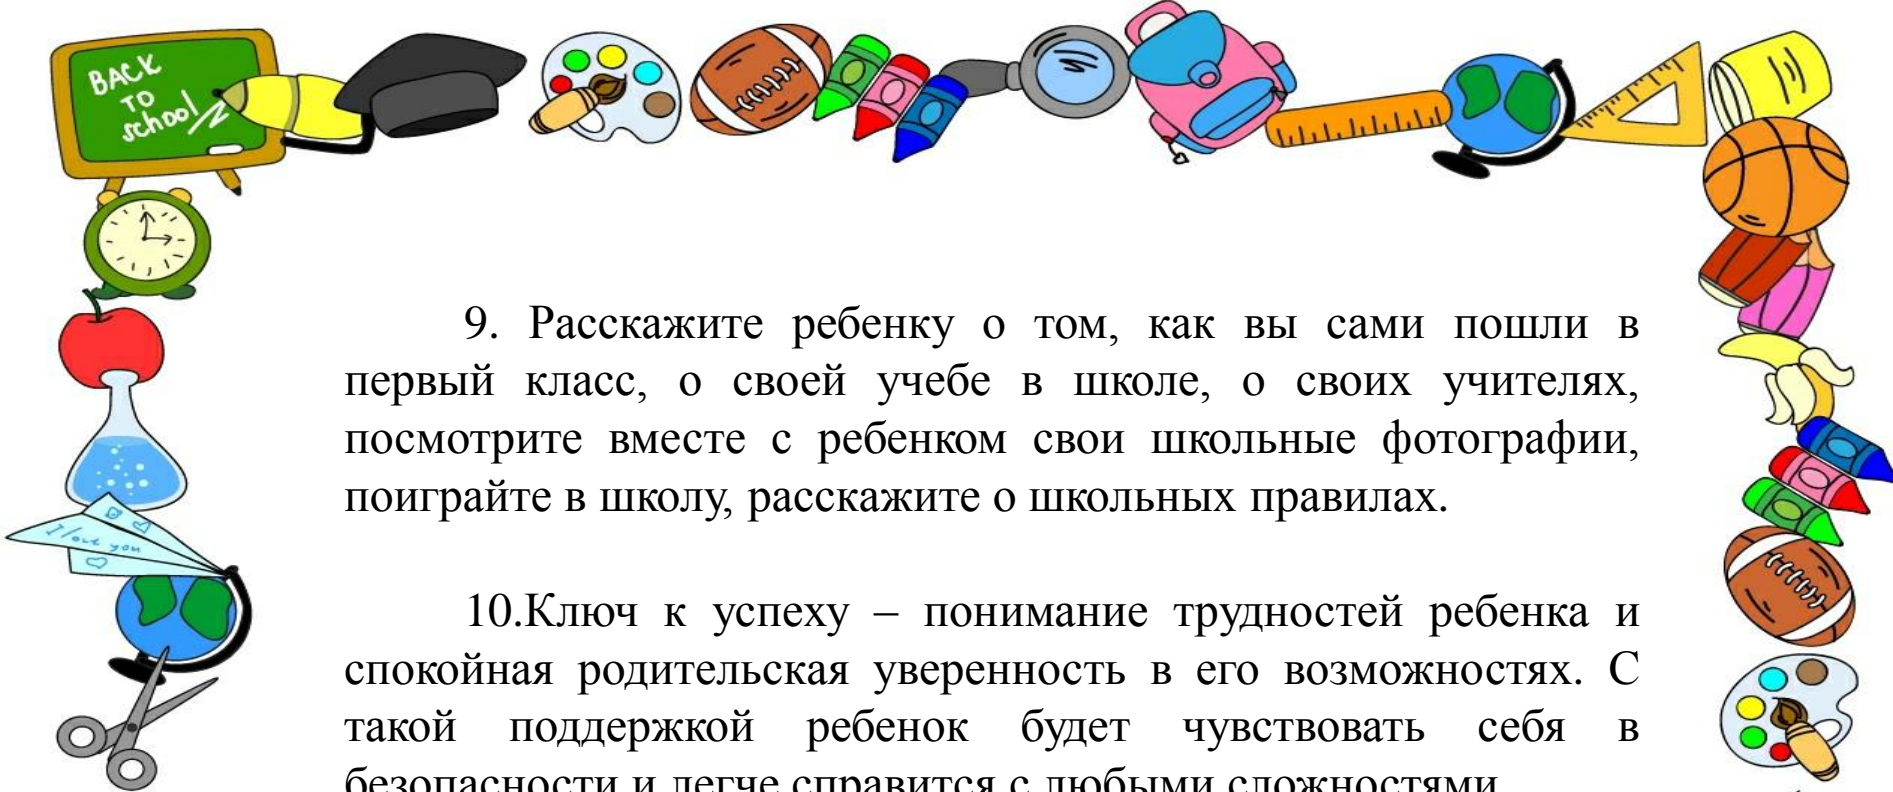 BACK
TO
school
9. Расскажите ребенку о том, как вы сами пошли в
первый класс, о своей учебе в школе, о своих учителях,
посмотрите вместе с ребенком свои школьные фотографии,
поиграйте в школу, расскажите о школьных правилах.
I love you
10.Ключ к успеху – понимание трудностей ребенка и
спокойная родительская уверенность в его возможностях. С
такой поддержкой ребенок будет чувствовать себя в
безопасности и легче справится с любыми сложностями